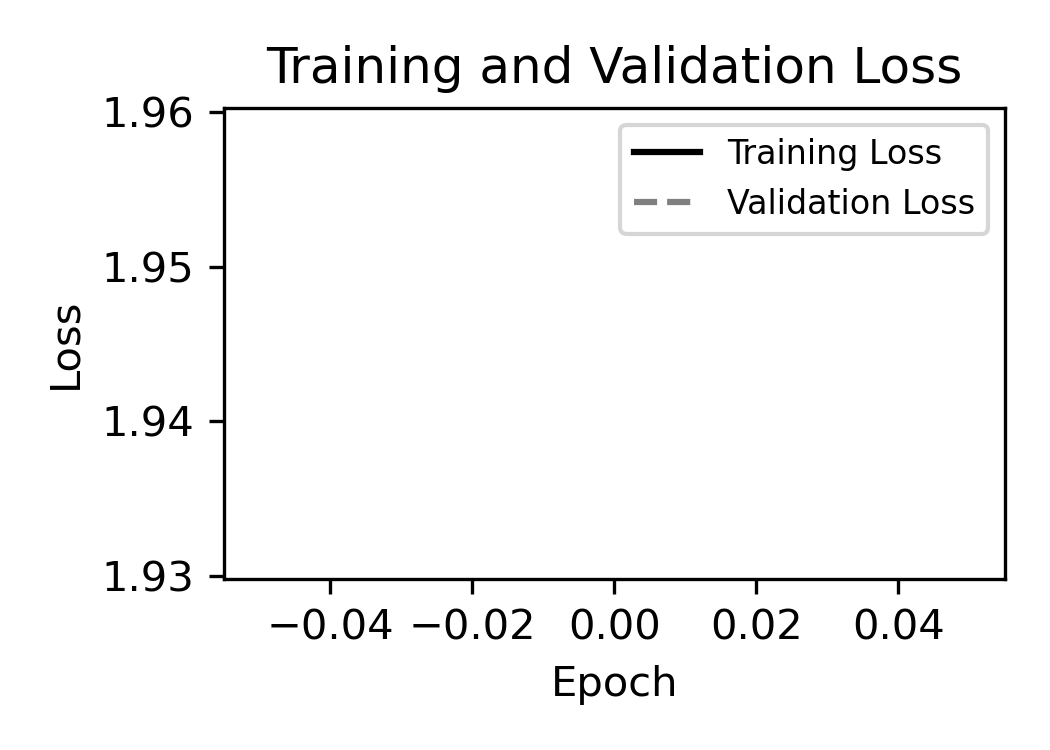 Training and Validation Loss
1.96
1.95
1.94
1.93
Loss
Training Loss
Validation Loss
−0.04 −0.02 0.00 0.02 0.04
Epoch